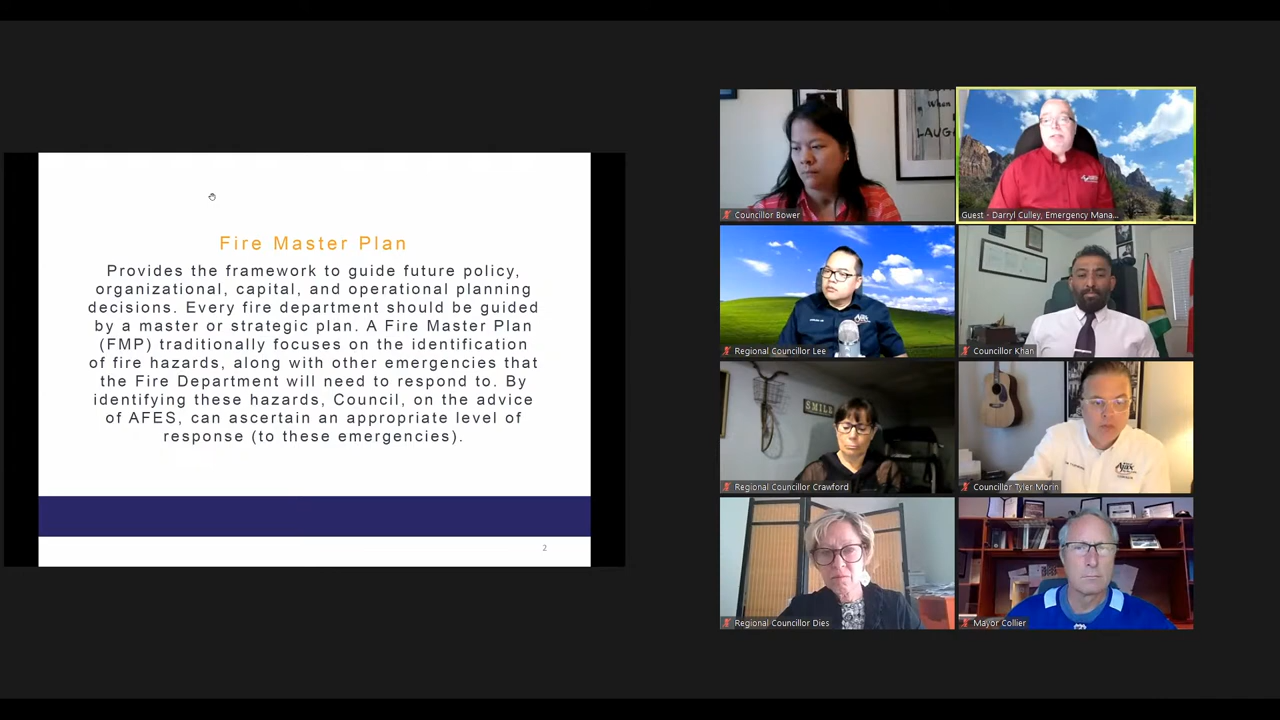 Fire Master Plan
Provides the framework to guide future policy,
organizational, capital, and operational planning
decisions. Every fire department should be guided
by a master or strategic plan. A Fire Master Plan
(FMP) traditionally focuses on the identification
of fire hazards, along with other emergencies that
the Fire Department will need to respond to. By
identifying these hazards, Council, on the advice
of AFES, can ascertain an appropriate level of
response (to these emergencies).
2
When
LAUGH
Councillor Bower
Guest - Darryl Culley, Emergency Mana...
Regional Councillor Lee
Councillor Khan
SMILE
Regional Councillor Crawford
Ajax
Councillor Tyler Morin
Regional Councillor Dies
Mayor Collier